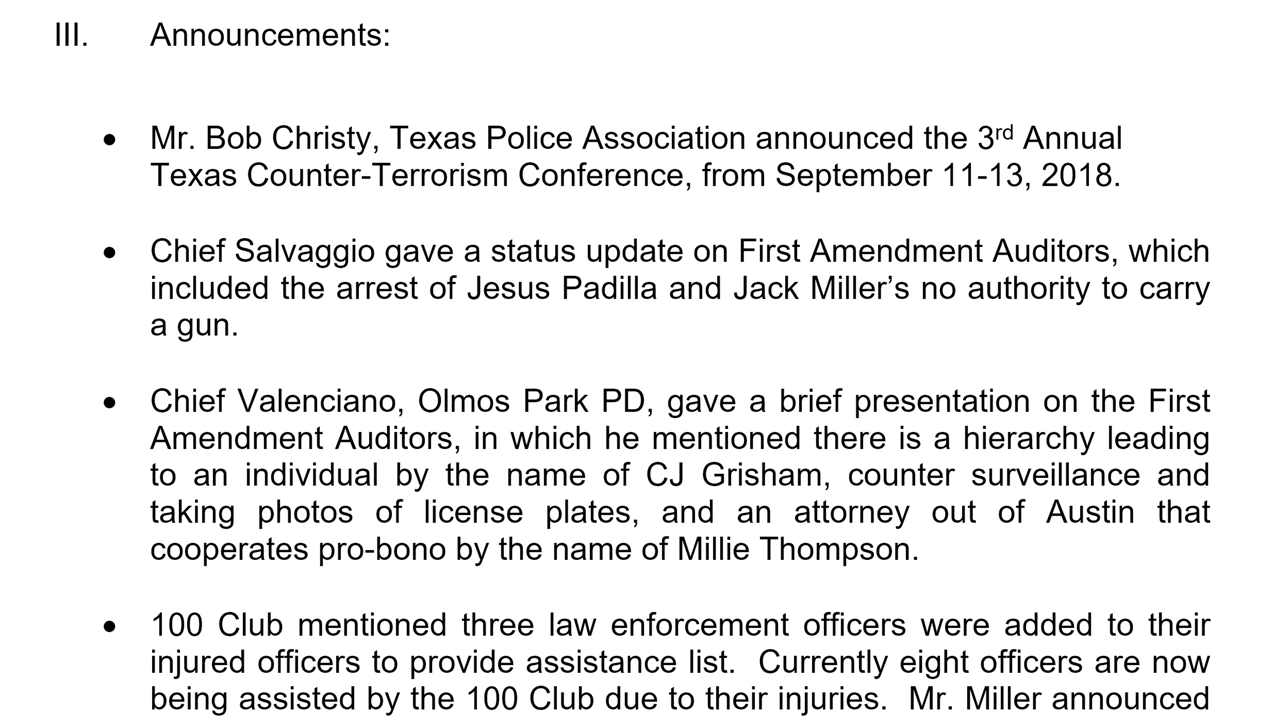 III. Announcements:
• Mr. Bob Christy, Texas Police Association announced the 3rd Annual
Texas Counter-Terrorism Conference, from September 11-13, 2018.
• Chief Salvaggio gave a status update on First Amendment Auditors, which
included the arrest of Jesus Padilla and Jack Miller’s no authority to carry
a gun.
• Chief Valenciano, Olmos Park PD, gave a brief presentation on the First
Amendment Auditors, in which he mentioned there is a hierarchy leading
to an individual by the name of CJ Grisham, counter surveillance and
taking photos of license plates, and an attorney out of Austin that
cooperates pro-bono by the name of Millie Thompson.
• 100 Club mentioned three law enforcement officers were added to their
injured officers to provide assistance list.  Currently eight officers are now
being assisted by the 100 Club due to their injuries.  Mr. Miller announced